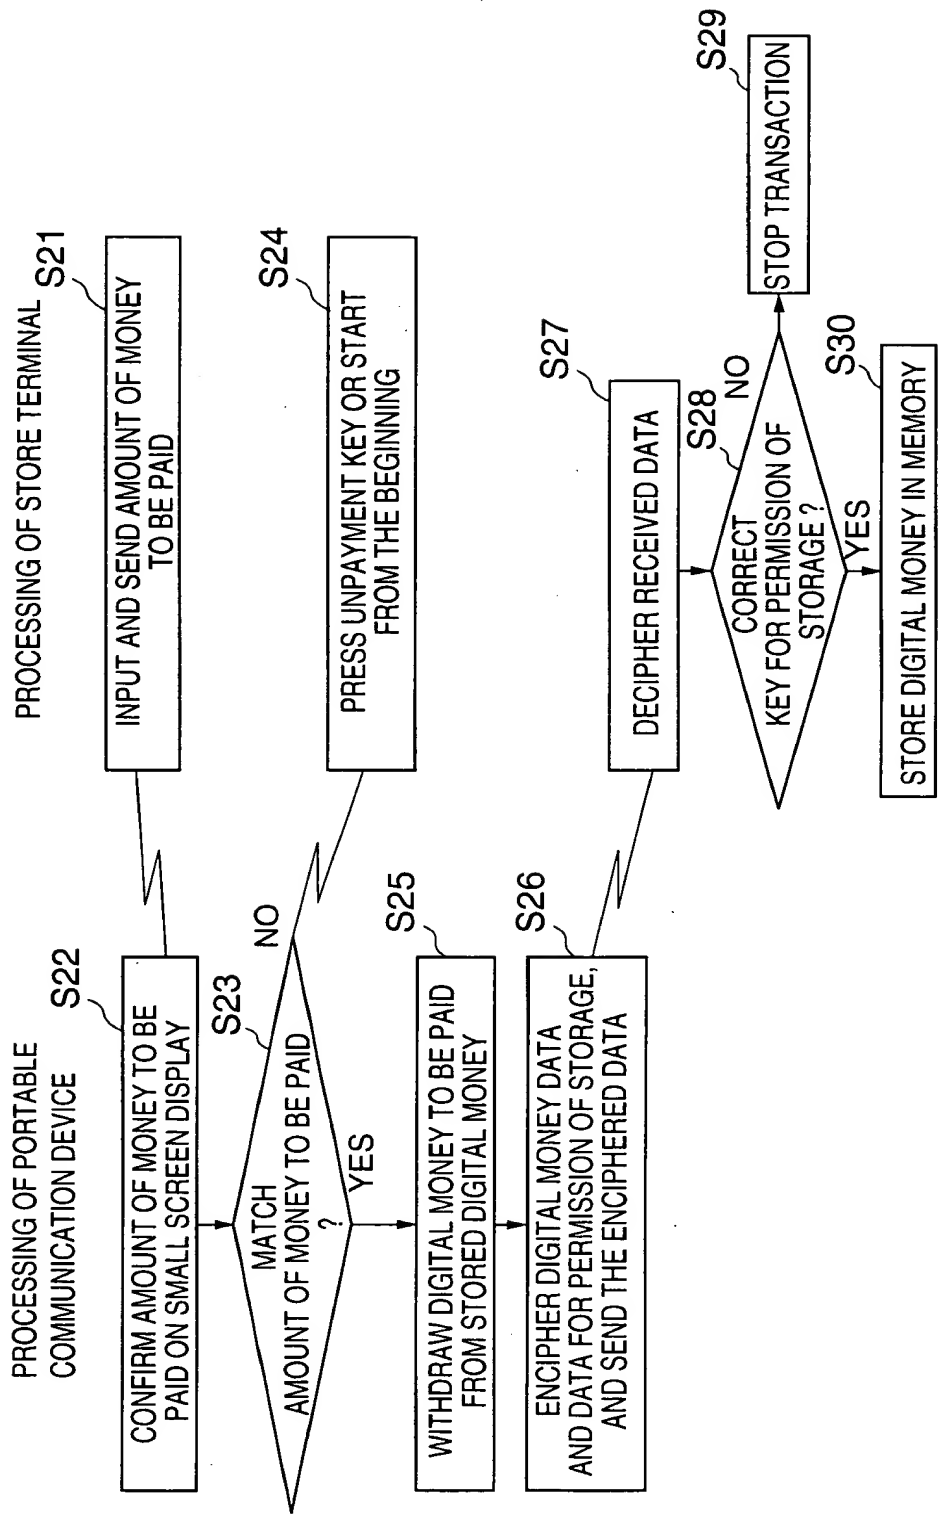 PROCESSING OF PORTABLE
COMMUNICATION DEVICE
PROCESSING OF STORE TERMINAL
S21
INPUT AND SEND AMOUNT OF MONEY
TO BE PAID
S22
CONFIRM AMOUNT OF MONEY TO BE
PAID ON SMALL SCREEN DISPLAY
S23
MATCH
AMOUNT OF MONEY TO BE PAID
?
NO
YES
S24
PRESS UNPAYMENT KEY OR START
FROM THE BEGINNING
S25
WITHDRAW DIGITAL MONEY TO BE PAID
FROM STORED DIGITAL MONEY
S26
ENCIPHER DIGITAL MONEY DATA
AND DATA FOR PERMISSION OF STORAGE,
AND SEND THE ENCIPHERED DATA
S27
DECIPHER RECEIVED DATA
S28
CORRECT
KEY FOR PERMISSION OF
STORAGE ?
NO
YES
S29
STOP TRANSACTION
S30
STORE DIGITAL MONEY IN MEMORY